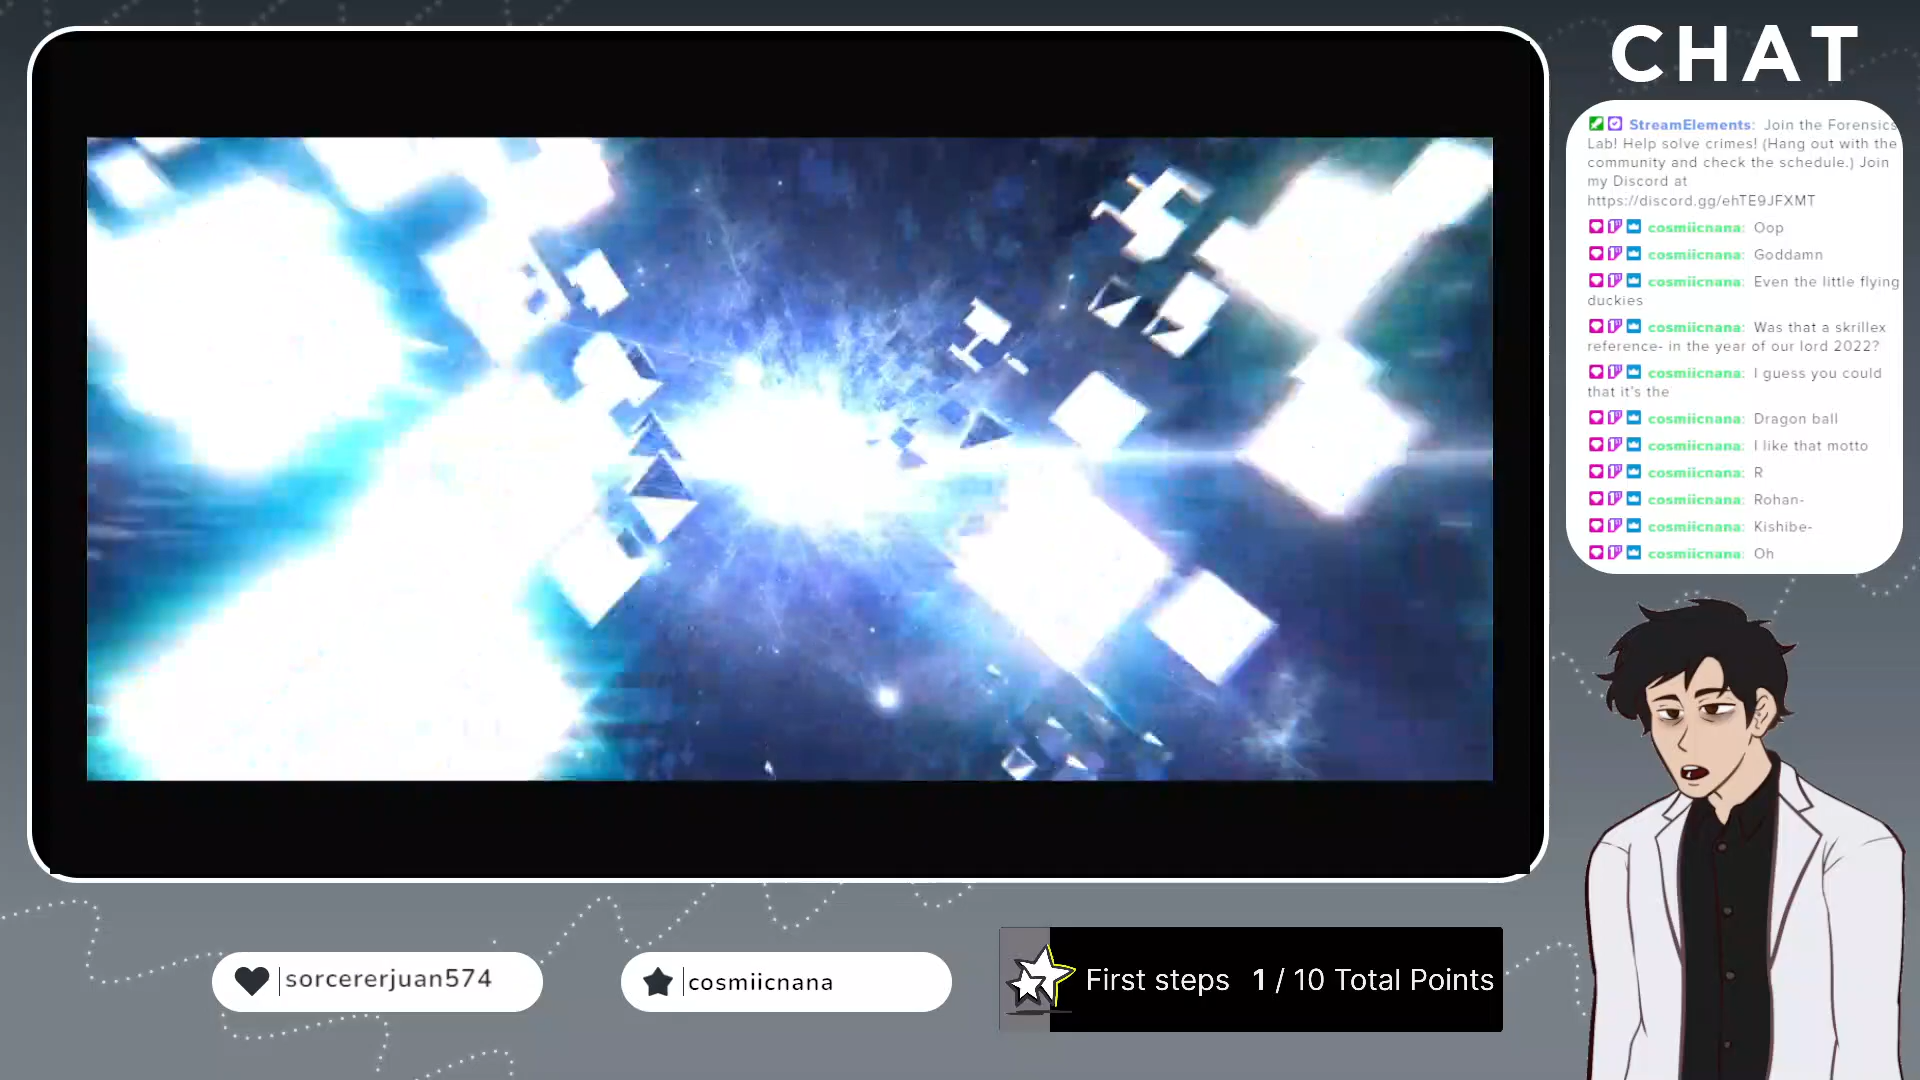 CHAT
StreamElements: Join the Forensics
Lab! Help solve crimes! (Hang out with the
community and check the schedule.) Join
my Discord at
https://discord.gg/ehTE9JFXMT
cosmiicnana: Oop
cosmiicnana: Goddamn
cosmiicnana: Even the little flying
duckies
cosmiicnana: Was that a skrillex
reference- in the year of our lord 2022?
cosmiicnana: I guess you could
that it's the
cosmiicnana: Dragon ball
cosmiicnana: I like that motto
cosmiicnana: R
cosmiicnana: Rohan-
cosmiicnana: Kishibe-
cosmiicnana: Oh
sorcererjuan574
cosmiicnana
First steps 1 / 10 Total Points